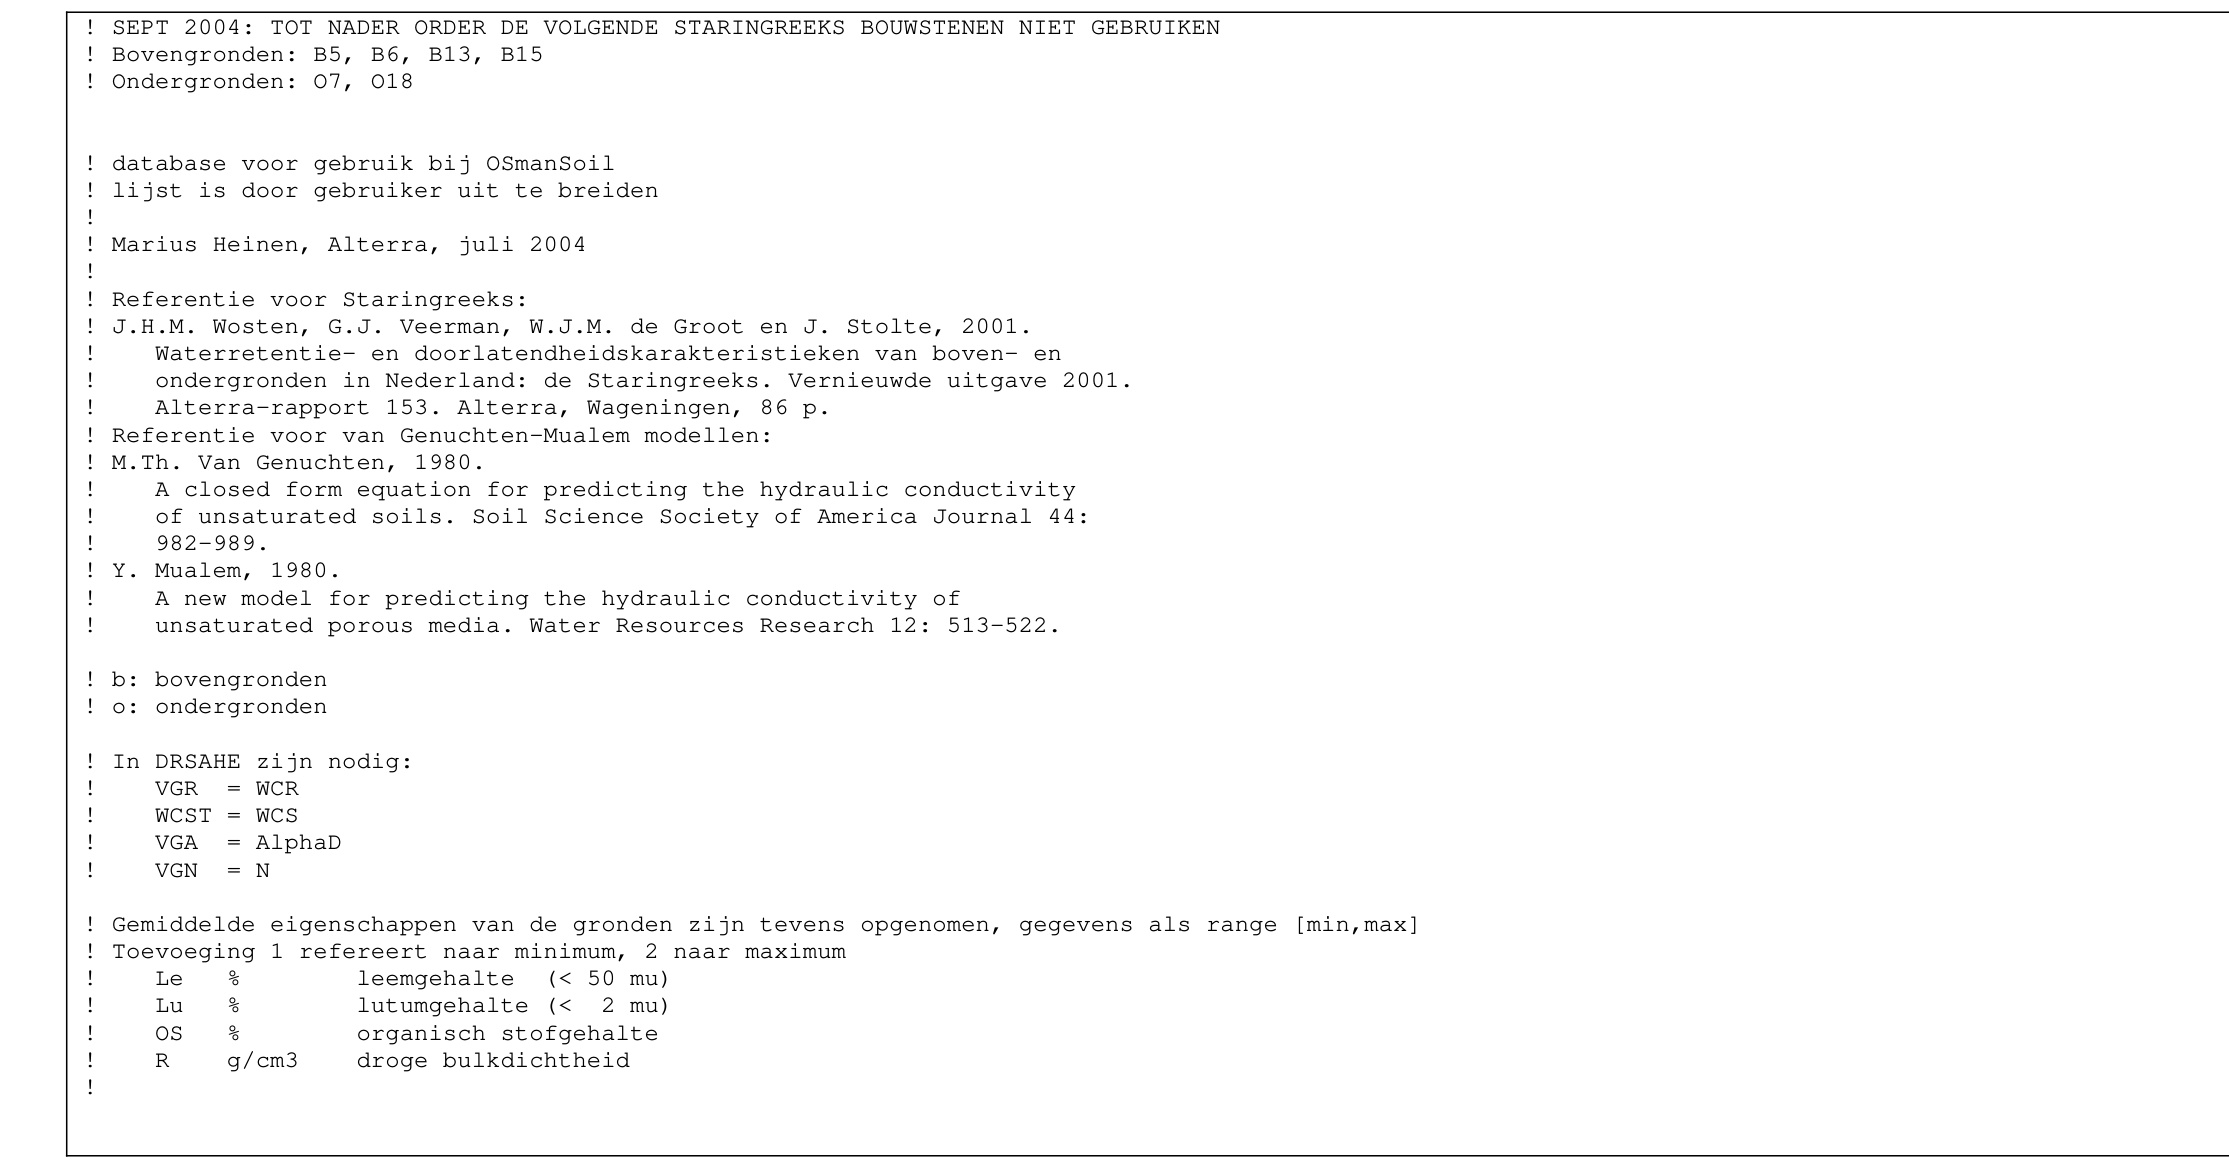 ! SEPT 2004: TOT NADER ORDER DE VOLGENDE STARINGREEKS BOUWSTENEN NIET GEBRUIKEN
! Bovengronden: B5, B6, B13, B15
! Ondergronden: O7, O18
! database voor gebruik bij OSmanSoil
! lijst is door gebruiker uit te breiden
!
! Marius Heinen, Alterra, juli 2004
!
! Referentie voor Staringreeks:
! J.H.M. Wosten, G.J. Veerman, W.J.M. de Groot en J. Stolte, 2001.
!    Waterretentie- en doorlatendheidskarakteristieken van boven- en
!    ondergronden in Nederland: de Staringreeks. Vernieuwde uitgave 2001.
!    Alterra-rapport 153. Alterra, Wageningen, 86 p.
! Referentie voor van Genuchten-Mualem modellen:
! M.Th. Van Genuchten, 1980.
!    A closed form equation for predicting the hydraulic conductivity
!    of unsaturated soils. Soil Science Society of America Journal 44:
!    982-989.
! Y. Mualem, 1980.
!    A new model for predicting the hydraulic conductivity of
!    unsaturated porous media. Water Resources Research 12: 513-522.
! b: bovengronden
! o: ondergronden
! In DRSAHE zijn nodig:
!    VGR  = WCR
!    WCST = WCS
!    VGA  = AlphaD
!    VGN  = N
! Gemiddelde eigenschappen van de gronden zijn tevens opgenomen, gegevens als range [min,max]
! Toevoeging 1 refereert naar minimum, 2 naar maximum
!    Le   %        leemgehalte  (< 50 mu)
!    Lu   %        lutumgehalte (<  2 mu)
!    OS   %        organisch stofgehalte
!    R    g/cm3    droge bulkdichtheid
!